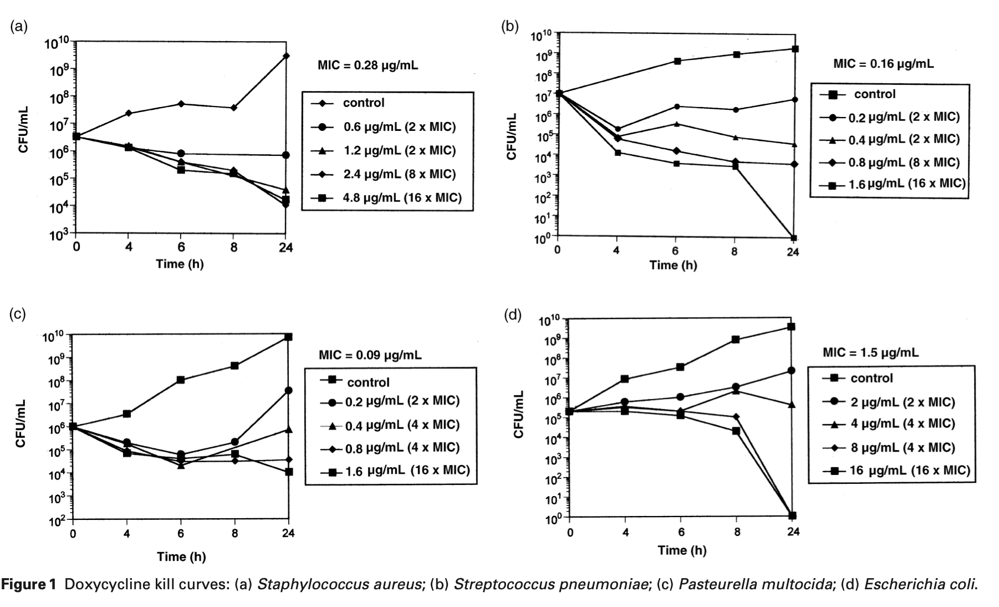 (a)
10^10
10^9
10^8
10^7
10^6
10^5
10^4
10^3
CFU/mL
0 4 6 8 24
Time (h)
MIC = 0.28 µg/mL
control
0.6 µg/mL (2 x MIC)
1.2 µg/mL (2 x MIC)
2.4 µg/mL (8 x MIC)
4.8 µg/mL (16 x MIC)
(b)
10^10
10^9
10^8
10^7
10^6
10^5
10^4
10^3
10^2
10^1
10^0
CFU/mL
0 4 6 8 24
Time (h)
MIC = 0.16 µg/mL
control
0.2 µg/mL (2 x MIC)
0.4 µg/mL (2 x MIC)
0.8 µg/mL (8 x MIC)
1.6 µg/mL (16 x MIC)
(c)
10^10
10^9
10^8
10^7
10^6
10^5
10^4
10^3
10^2
CFU/mL
0 4 6 8 24
Time (h)
MIC = 0.09 µg/mL
control
0.2 µg/mL (2 x MIC)
0.4 µg/mL (4 x MIC)
0.8 µg/mL (4 x MIC)
1.6 µg/mL (16 x MIC)
(d)
10^10
10^9
10^8
10^7
10^6
10^5
10^4
10^3
10^2
10^1
10^0
CFU/mL
0 4 6 8 24
Time (h)
MIC = 1.5 µg/mL
control
2 µg/mL (2 x MIC)
4 µg/mL (4 x MIC)
8 µg/mL (4 x MIC)
16 µg/mL (16 x MIC)
Figure 1 Doxycycline kill curves: (a) Staphylococcus aureus; (b) Streptococcus pneumoniae; (c) Pasteurella multocida; (d) Escherichia coli.